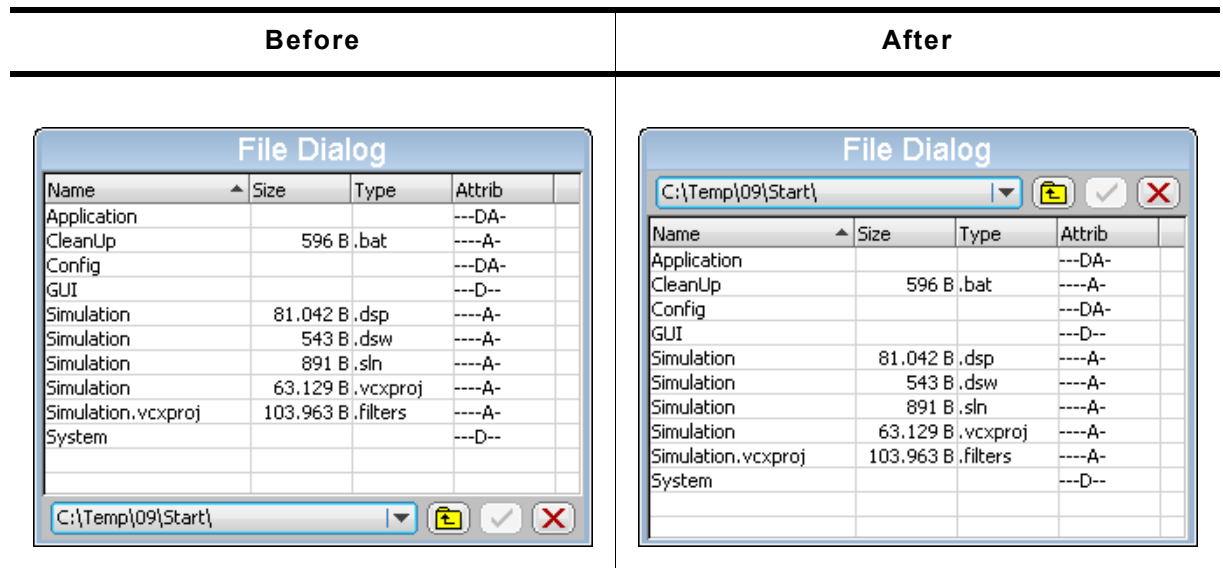 Before After
File Dialog
Name Size Type Attrib
Application ---DA-
CleanUp 596 B .bat ----A-
Config ---DA-
GUI ---D--
Simulation 81.042 B .dsp ----A-
Simulation 543 B .dsw ----A-
Simulation 891 B .sln ----A-
Simulation 63.129 B .vcxproj ----A-
Simulation.vcxproj 103.963 B .filters ----A-
System ---D--
C:\Temp\09\Start\
File Dialog
C:\Temp\09\Start\
Name Size Type Attrib
Application ---DA-
CleanUp 596 B .bat ----A-
Config ---DA-
GUI ---D--
Simulation 81.042 B .dsp ----A-
Simulation 543 B .dsw ----A-
Simulation 891 B .sln ----A-
Simulation 63.129 B .vcxproj ----A-
Simulation.vcxproj 103.963 B .filters ----A-
System ---D--